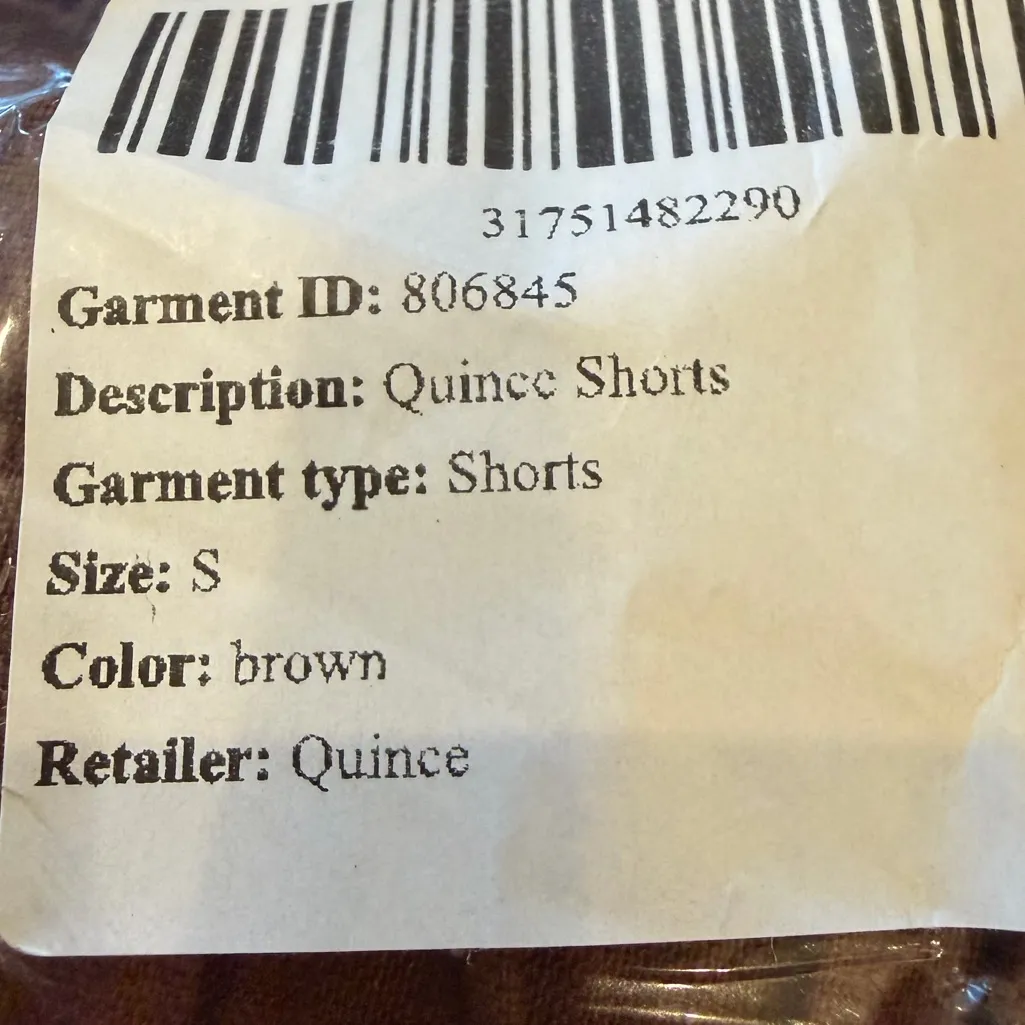 31751482290
Garment ID: 806845
Description: Quince Shorts
Garment type: Shorts
Size: S
Color: brown
Retailer: Quince